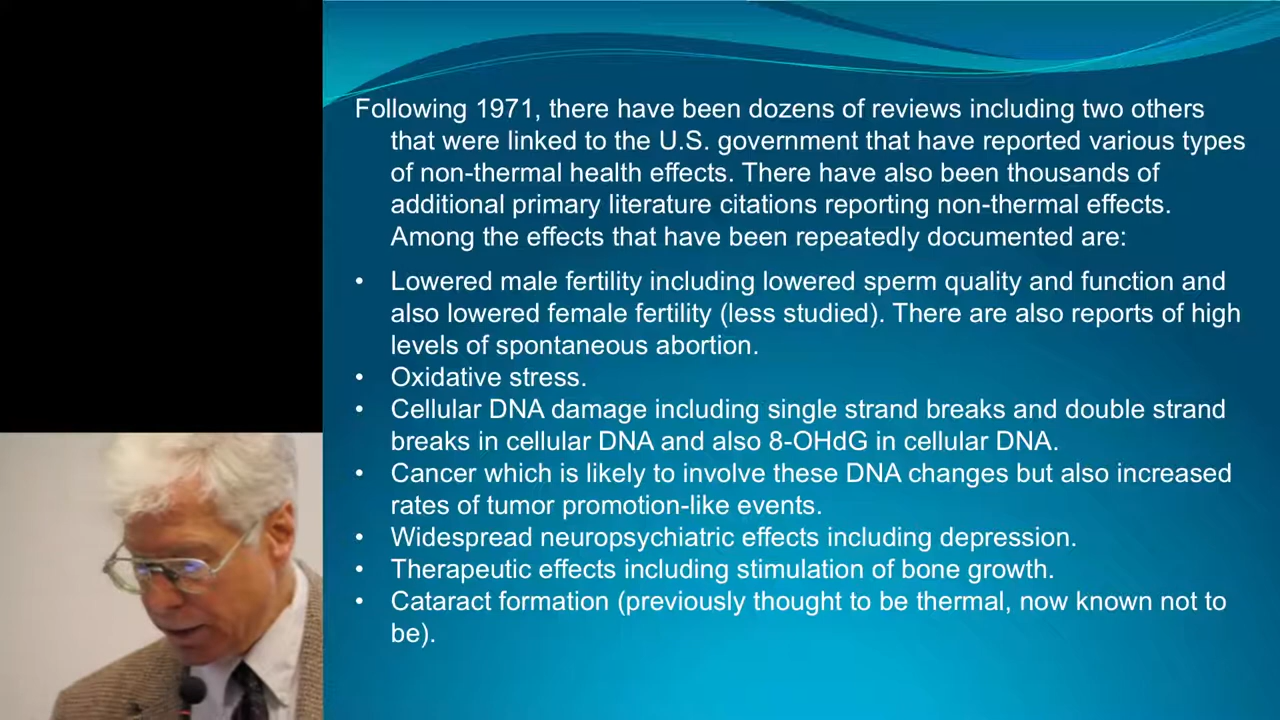 Following 1971, there have been dozens of reviews including two others
that were linked to the U.S. government that have reported various types
of non-thermal health effects. There have also been thousands of
additional primary literature citations reporting non-thermal effects.
Among the effects that have been repeatedly documented are:
• Lowered male fertility including lowered sperm quality and function and
also lowered female fertility (less studied). There are also reports of high
levels of spontaneous abortion.
• Oxidative stress.
• Cellular DNA damage including single strand breaks and double strand
breaks in cellular DNA and also 8-OHdG in cellular DNA.
• Cancer which is likely to involve these DNA changes but also increased
rates of tumor promotion-like events.
• Widespread neuropsychiatric effects including depression.
• Therapeutic effects including stimulation of bone growth.
• Cataract formation (previously thought to be thermal, now known not to
be).